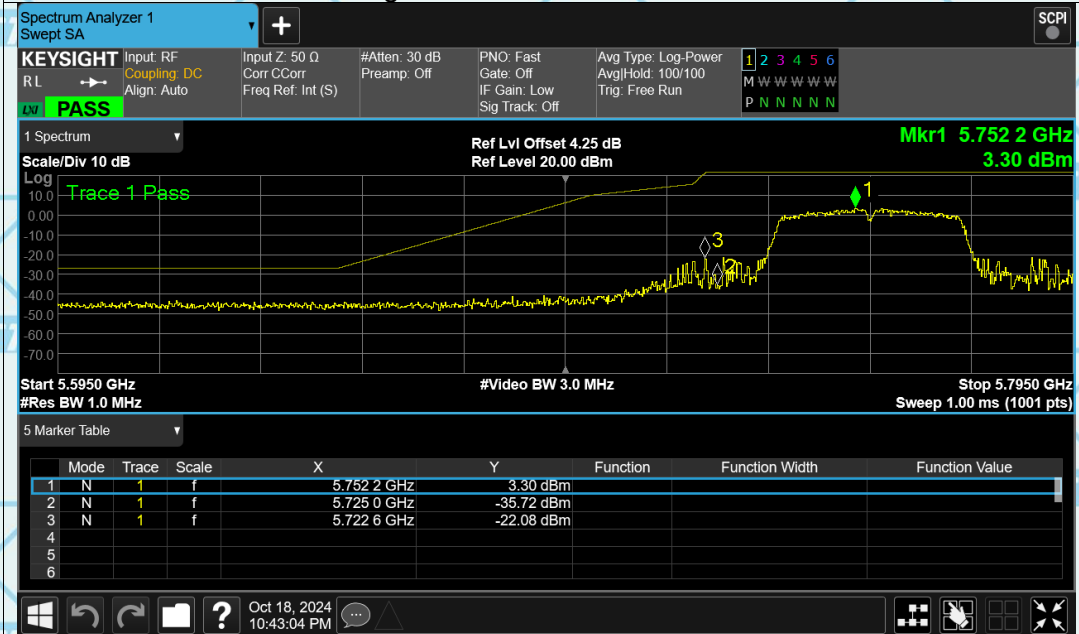 Spectrum Analyzer 1
Swept SA
+
SCPI
KEYSIGHT
RL
LXI PASS
Input: RF
Coupling: DC
Align: Auto
Input Z: 50 Ω
Corr CCorr
Freq Ref: Int (S)
#Atten: 30 dB
Preamp: Off
PNO: Fast
Gate: Off
IF Gain: Low
Sig Track: Off
Avg Type: Log-Power
Avg|Hold: 100/100
Trig: Free Run
1 2 3 4 5 6
M W W W W W
P N N N N N
1 Spectrum
Scale/Div 10 dB
Ref Lvl Offset 4.25 dB
Ref Level 20.00 dBm
Mkr1 5.752 2 GHz
3.30 dBm
Log
Trace 1 Pass
10.0
0.00
-10.0
-20.0
-30.0
-40.0
-50.0
-60.0
-70.0
1
3
2
Start 5.5950 GHz
#Video BW 3.0 MHz
Stop 5.7950 GHz
#Res BW 1.0 MHz
Sweep 1.00 ms (1001 pts)
5 Marker Table
Mode Trace Scale X Y Function Function Width Function Value
1 N 1 f 5.752 2 GHz 3.30 dBm
2 N 1 f 5.725 0 GHz -35.72 dBm
3 N 1 f 5.722 6 GHz -22.08 dBm
4
5
6
?
Oct 18, 2024
10:43:04 PM